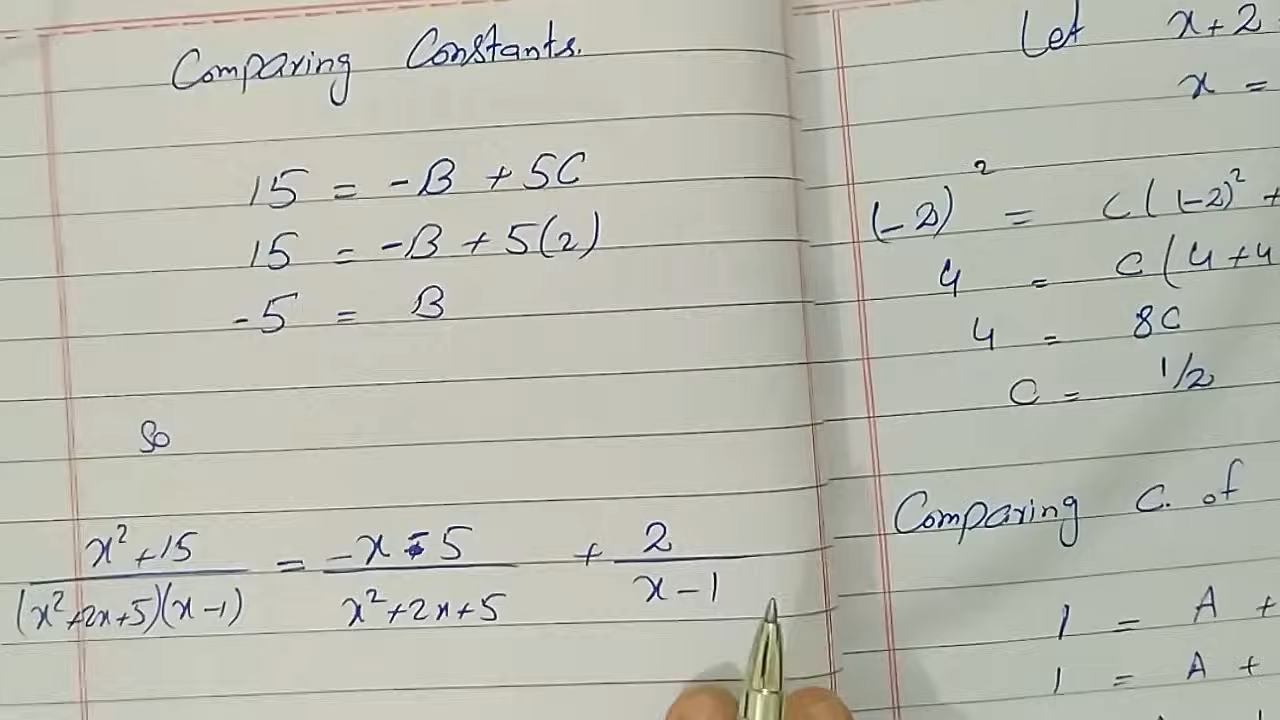 Comparing Constants.
15 = -B + 5C
15 = -B + 5(2)
-5 = B
So
x²+15 / (x²+2x+5)(x-1) = -x-5 / x²+2x+5 + 2 / x-1
Let x+2
x =
(-2)² = C((-2)² +
4 = C(4+4
4 = 8C
C = 1/2
Comparing C. of
1 = A +
1 = A +